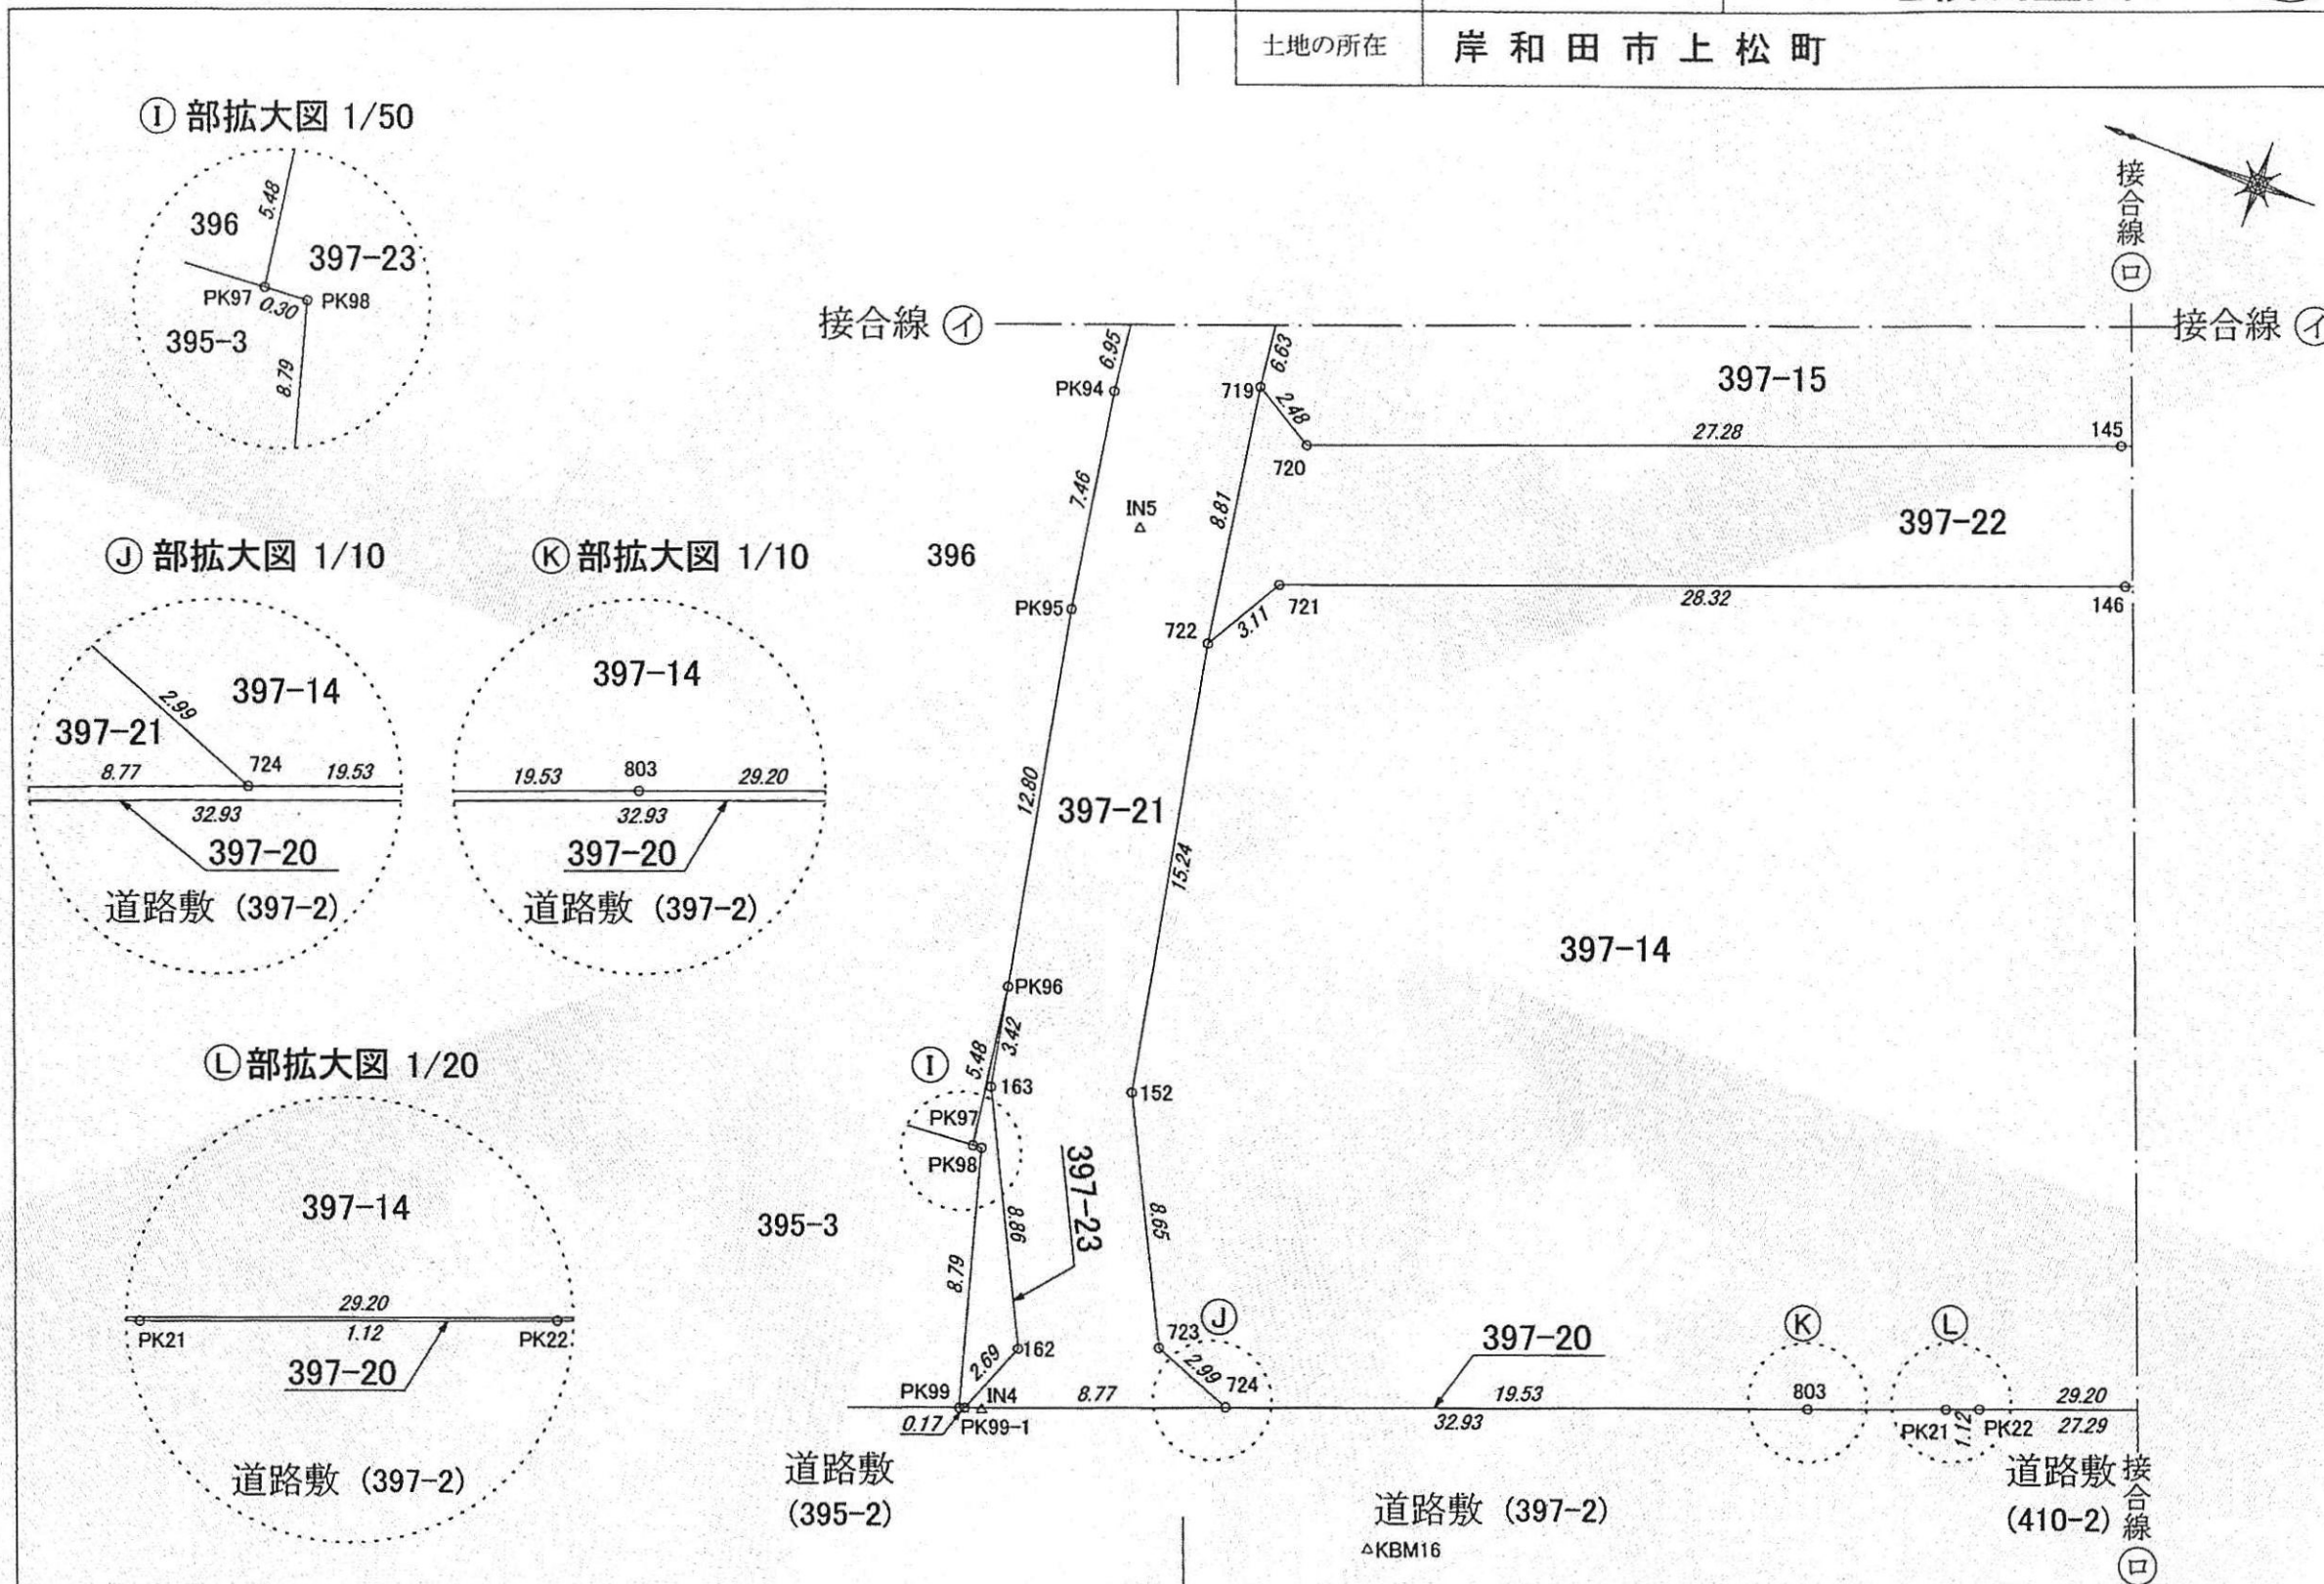 土地の所在 岸和田市上松町
Ⓘ部拡大図 1/50
396
5.48
397-23
PK97
0.30
PK98
395-3
8.79
Ⓙ部拡大図 1/10
397-14
2.99
397-21
8.77
724
19.53
32.93
397-20
道路敷 (397-2)
Ⓚ部拡大図 1/10
397-14
19.53
803
29.20
32.93
397-20
道路敷 (397-2)
Ⓛ部拡大図 1/20
397-14
29.20
PK21
1.12
PK22
397-20
道路敷 (397-2)
接合線 ㋑
接合線 ㋺
接合線 ㋑
6.95
6.63
PK94
719
2.48
397-15
27.28
145
720
7.46
8.81
IN5
397-22
396
PK95
721
28.32
146
722
3.11
12.80
397-21
15.24
397-14
PK96
3.42
5.48
Ⓘ
163
152
PK97
PK98
397-23
8.86
8.65
395-3
8.79
723
Ⓙ
397-20
Ⓚ
Ⓛ
162
2.69
2.99
PK99
IN4
8.77
724
19.53
803
29.20
0.17
PK99-1
32.93
PK21
1.12
PK22
27.29
道路敷
(395-2)
道路敷 (397-2)
KBM16
道路敷
(410-2)
接合線 ㋺